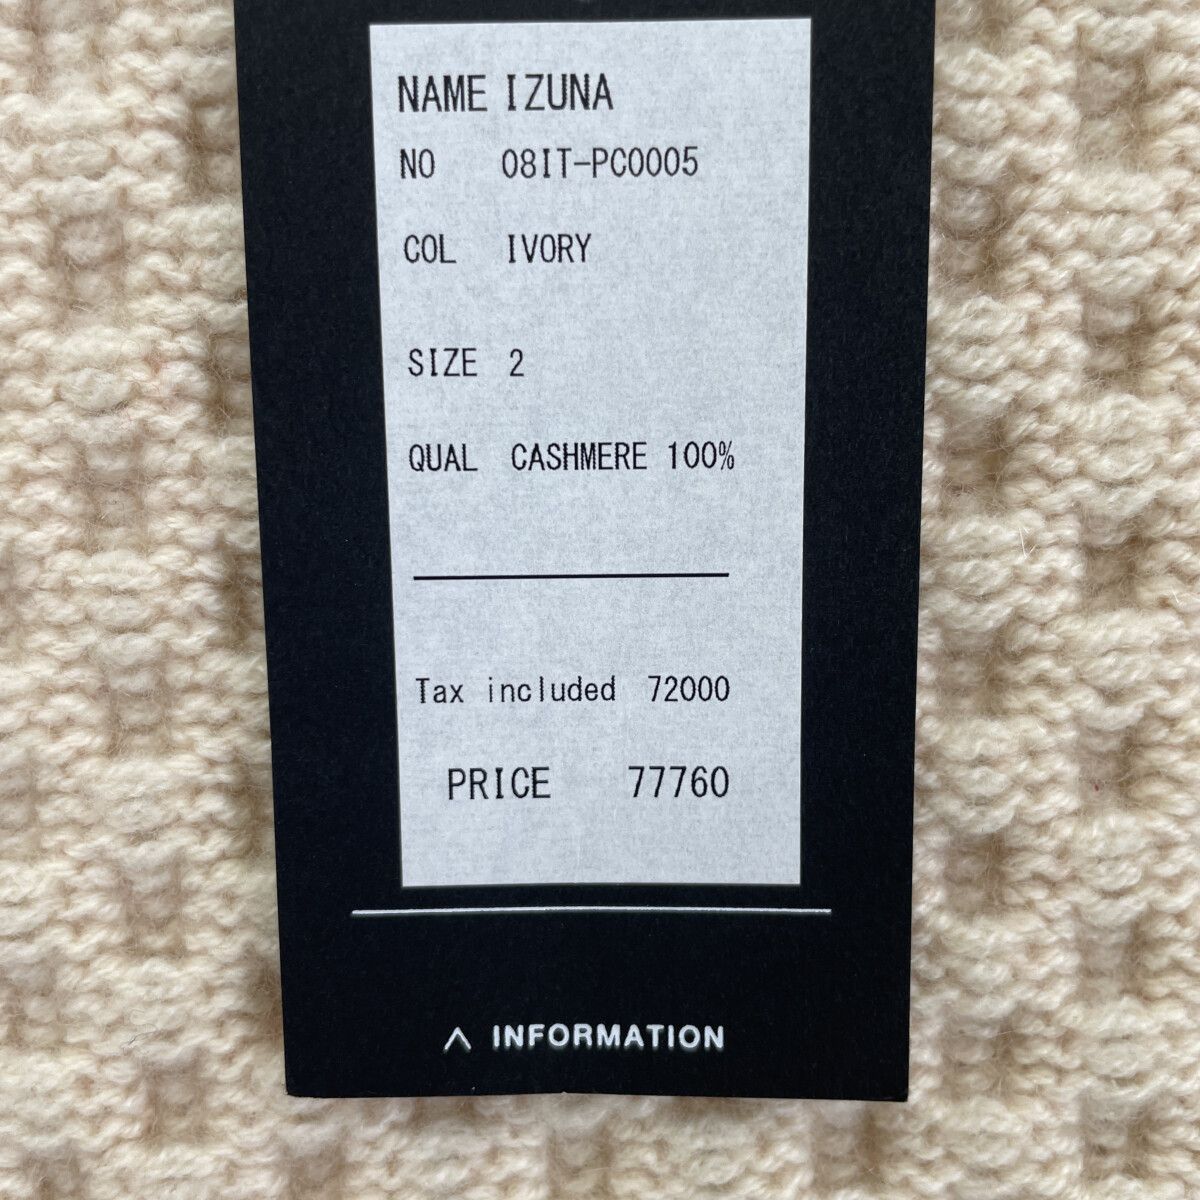 NAME IZUNA
NO 08IT-PC0005
COL IVORY
SIZE 2
QUAL CASHMERE 100%
Tax included 72000
PRICE 77760
INFORMATION